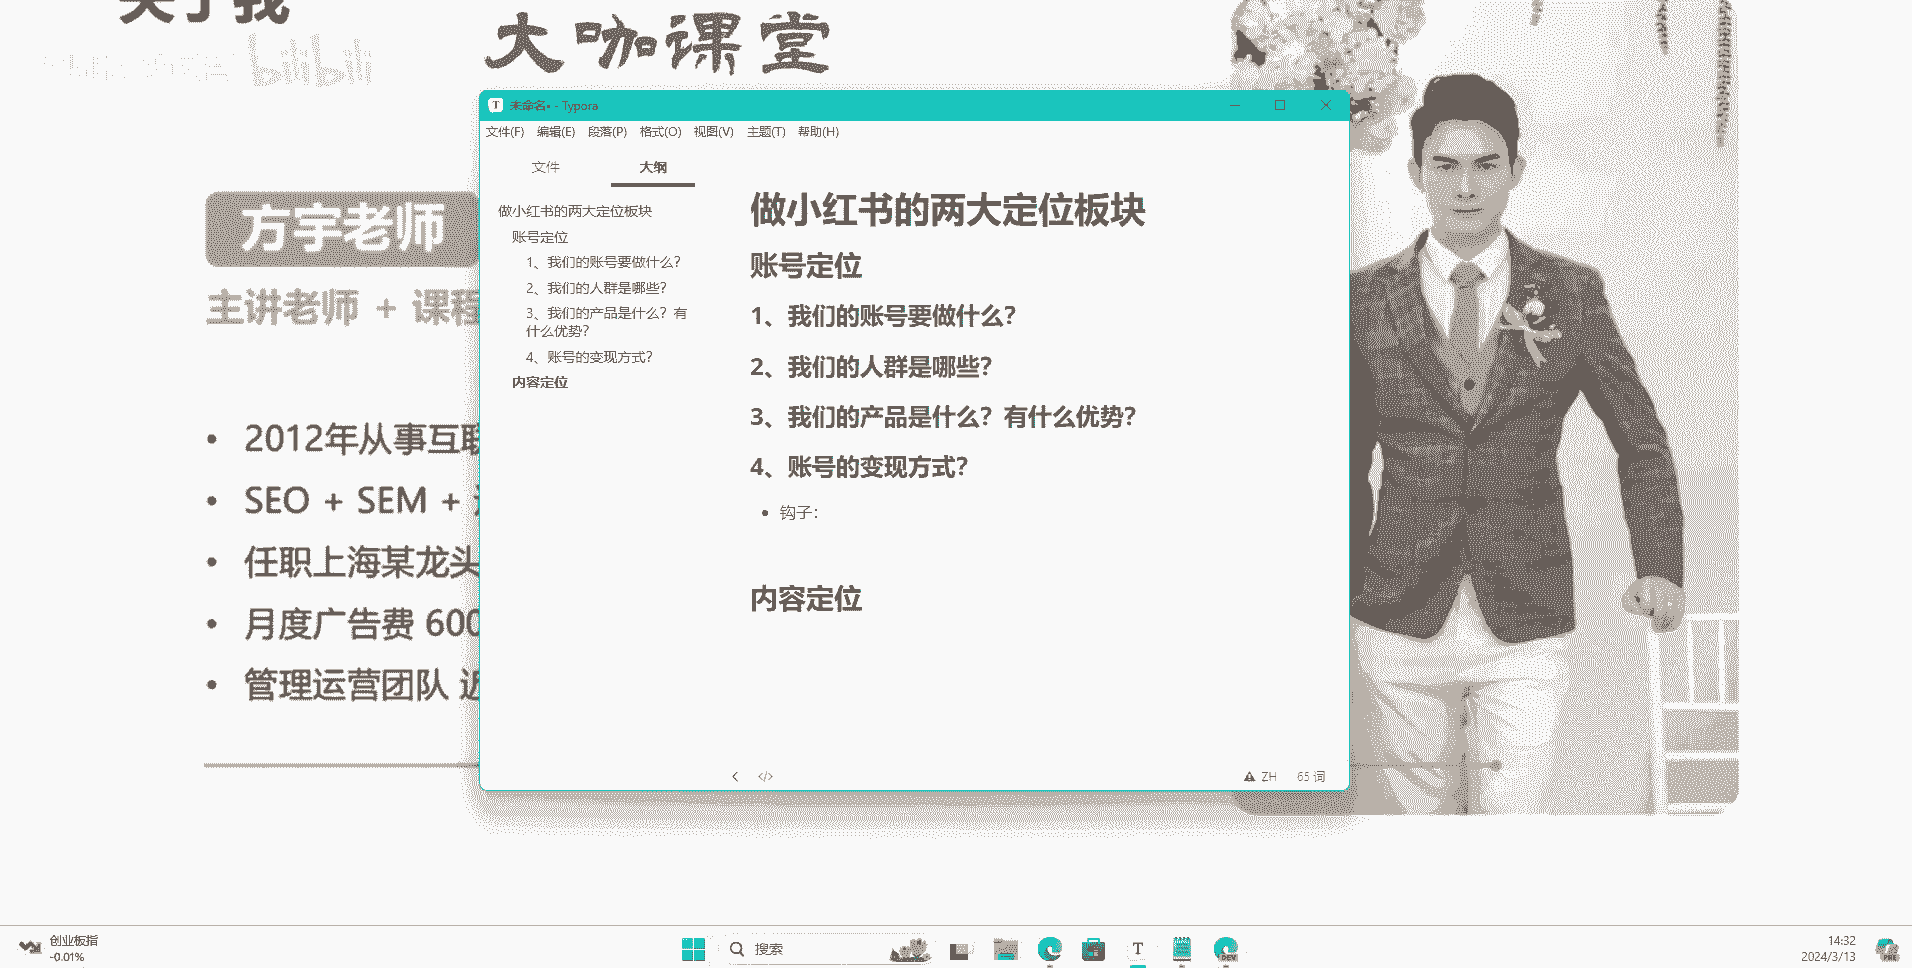 关于我
bilibili
大咖课堂
方宇老师
主讲老师 + 课程
2012年从事互联
SEO + SEM +
任职上海某龙头
月度广告费 600
管理运营团队 近
未命名• - Typora
文件(F) 编辑(E) 段落(P) 格式(O) 视图(V) 主题(T) 帮助(H)
文件 大纲
做小红书的两大定位板块
账号定位
1、我们的账号要做什么?
2、我们的人群是哪些?
3、我们的产品是什么? 有
什么优势?
4、账号的变现方式?
内容定位
做小红书的两大定位板块
账号定位
1、我们的账号要做什么?
2、我们的人群是哪些?
3、我们的产品是什么? 有什么优势?
4、账号的变现方式?
钩子:
内容定位
ZH 65 词
创业板指
-0.01%
搜索
T
DEV
14:32
2024/3/13
PRE